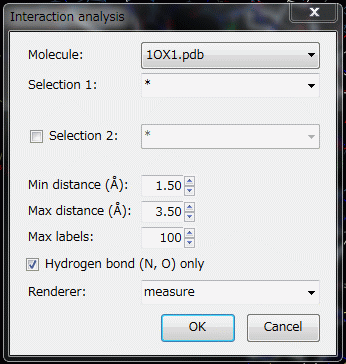 Interaction analysis
Molecule: 1OX1.pdb
Selection 1: *
Selection 2: *
Min distance (Å): 1.50
Max distance (Å): 3.50
Max labels: 100
Hydrogen bond (N, O) only
Renderer: measure
OK Cancel